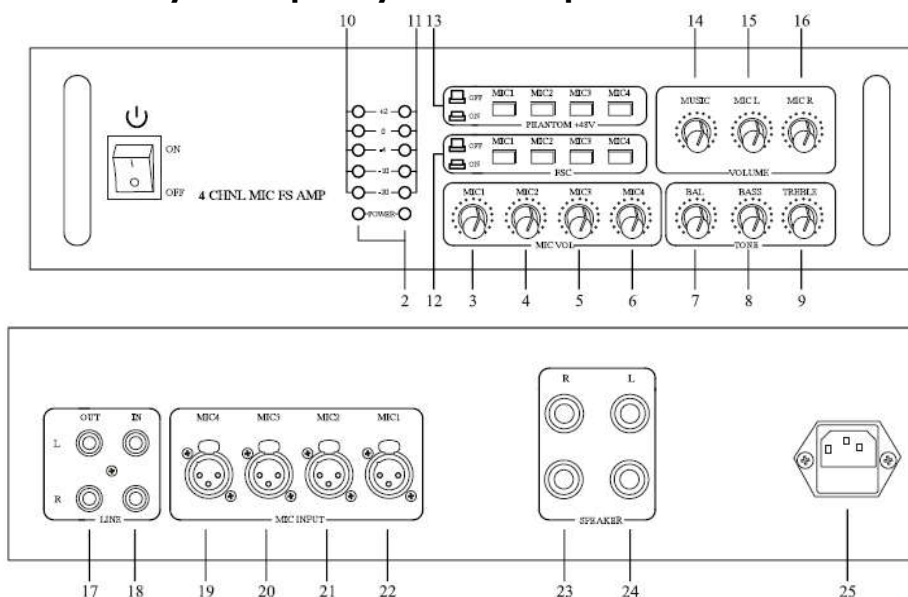 10 11 13 14 15 16
OFF MIC1 MIC2 MIC3 MIC4
ON
PHANTOM +48V
MUSIC MIC L MIC R
VOLUME
+2
0
-4
-10
-20
POWER
ON
OFF
4 CHNL MIC FS AMP
OFF MIC1 MIC2 MIC3 MIC4
ON
FSC
MIC1 MIC2 MIC3 MIC4
MIC VOL
BAL BASS TREBLE
TONE
2 12 3 4 5 6 7 8 9
OUT IN
L
R
LINE
MIC4 MIC3 MIC2 MIC1
MIC INPUT
R L
SPEAKER
17 18 19 20 21 22 23 24 25